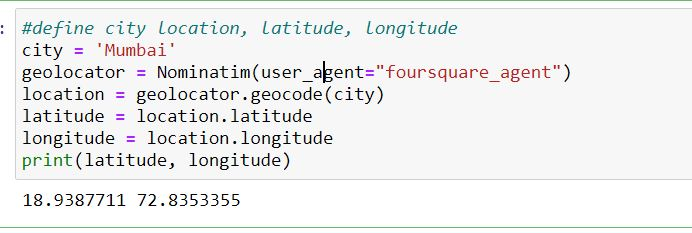 :
#define city location, latitude, longitude
city = 'Mumbai'
geolocator = Nominatim(user_agent="foursquare_agent")
location = geolocator.geocode(city)
latitude = location.latitude
longitude = location.longitude
print(latitude, longitude)
18.9387711 72.8353355